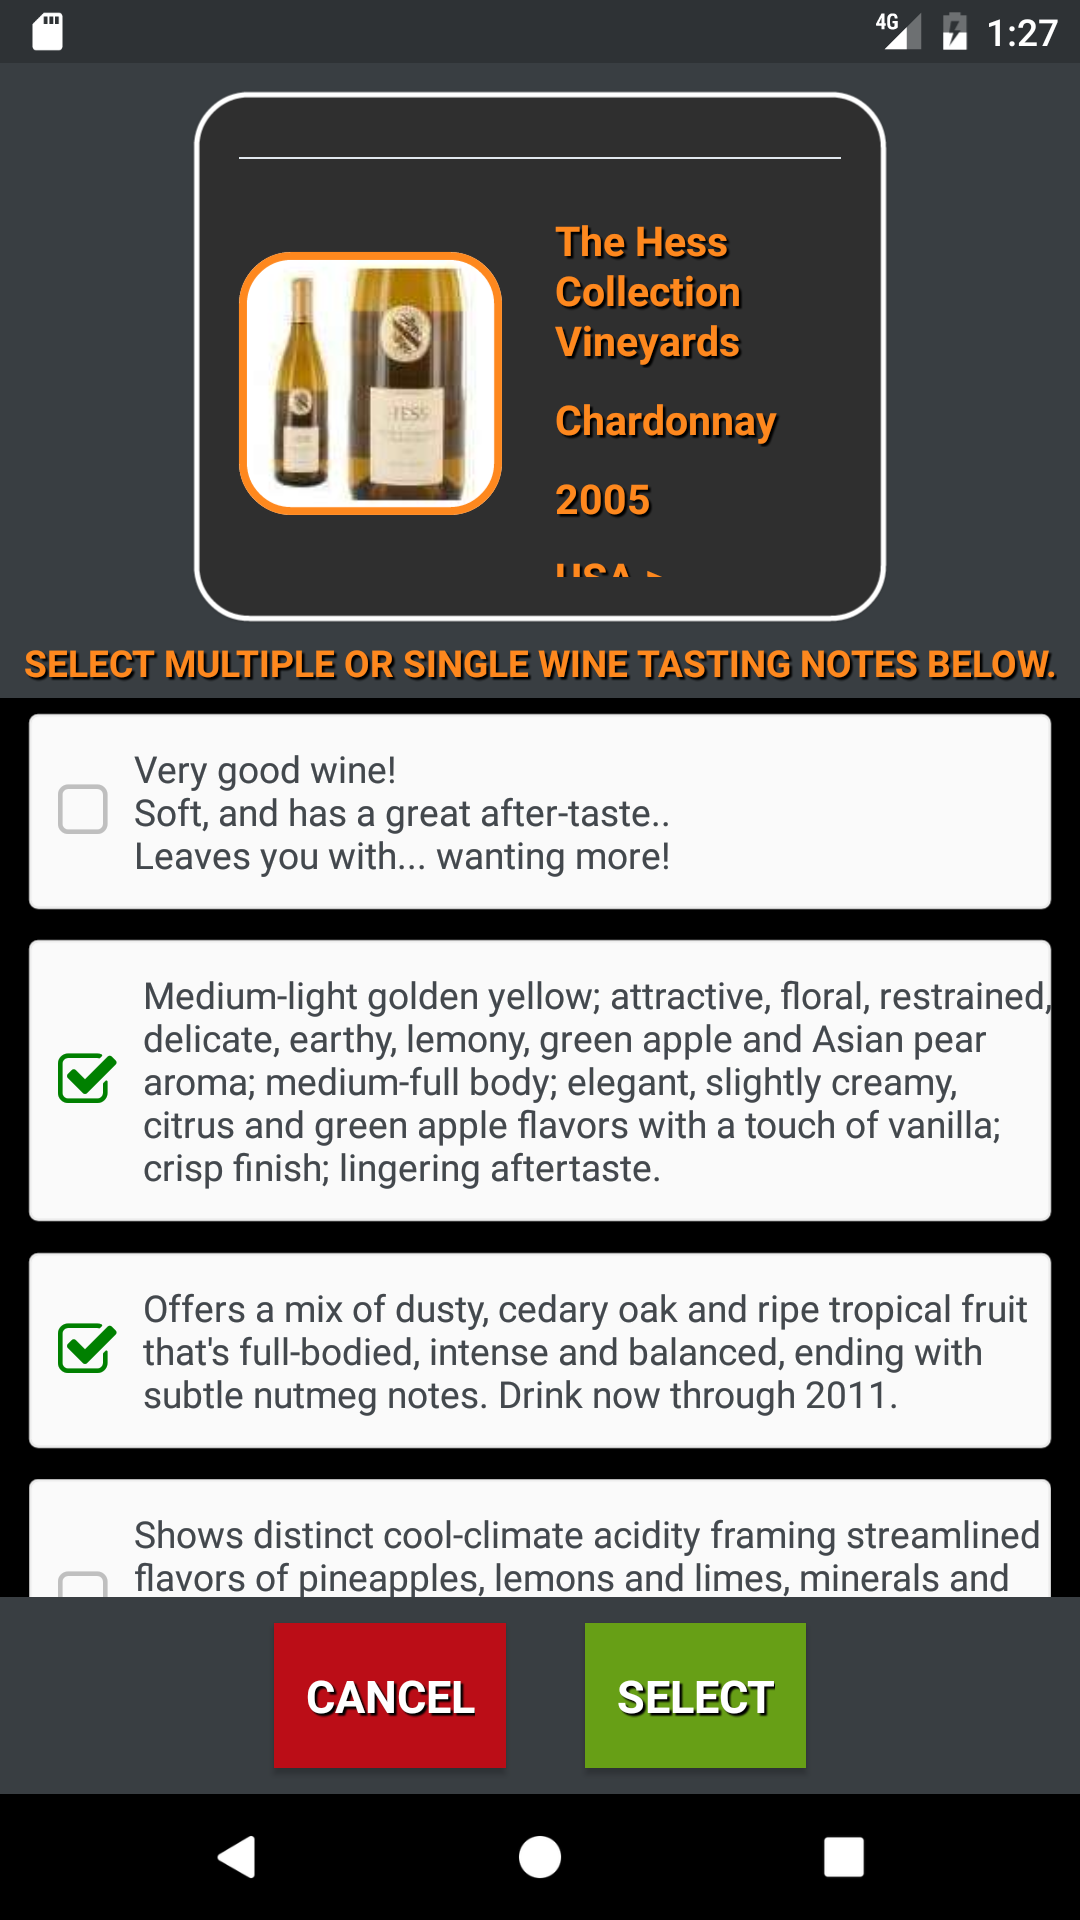 4G 1:27
The Hess
Collection
Vineyards
Chardonnay
2005
USA
HESS
SELECT MULTIPLE OR SINGLE WINE TASTING NOTES BELOW.
Very good wine!
Soft, and has a great after-taste..
Leaves you with... wanting more!
Medium-light golden yellow; attractive, floral, restrained,
delicate, earthy, lemony, green apple and Asian pear
aroma; medium-full body; elegant, slightly creamy,
citrus and green apple flavors with a touch of vanilla;
crisp finish; lingering aftertaste.
Offers a mix of dusty, cedary oak and ripe tropical fruit
that's full-bodied, intense and balanced, ending with
subtle nutmeg notes. Drink now through 2011.
Shows distinct cool-climate acidity framing streamlined
flavors of pineapples, lemons and limes, minerals and
CANCEL
SELECT